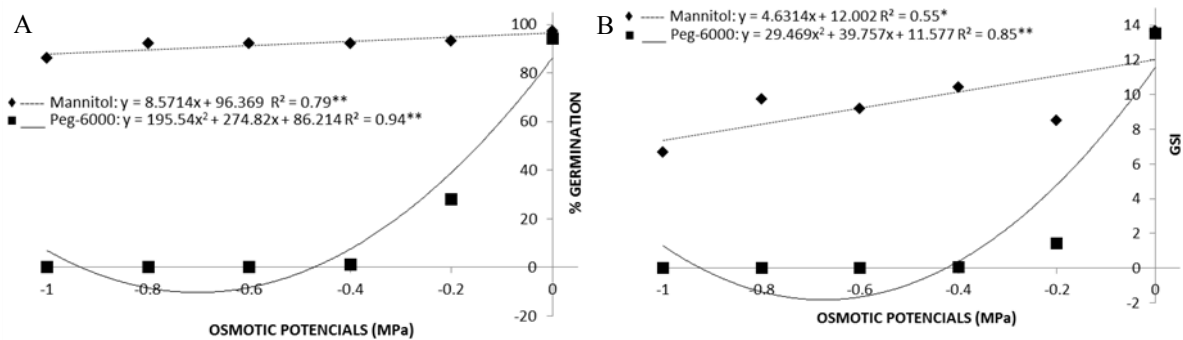 A
100
80
60
40
20
0
-20
% GERMINATION
Mannitol: y = 8.5714x + 96.369 R² = 0.79**
Peg-6000: y = 195.54x² + 274.82x + 86.214 R² = 0.94**
-1 -0.8 -0.6 -0.4 -0.2 0
OSMOTIC POTENCIALS (MPa)
B
Mannitol: y = 4.6314x + 12.002 R² = 0.55*
Peg-6000: y = 29.469x² + 39.757x + 11.577 R² = 0.85**
14
12
10
8
6
4
2
0
-2
GSI
-1 -0.8 -0.6 -0.4 -0.2 0
OSMOTIC POTENCIALS (MPa)